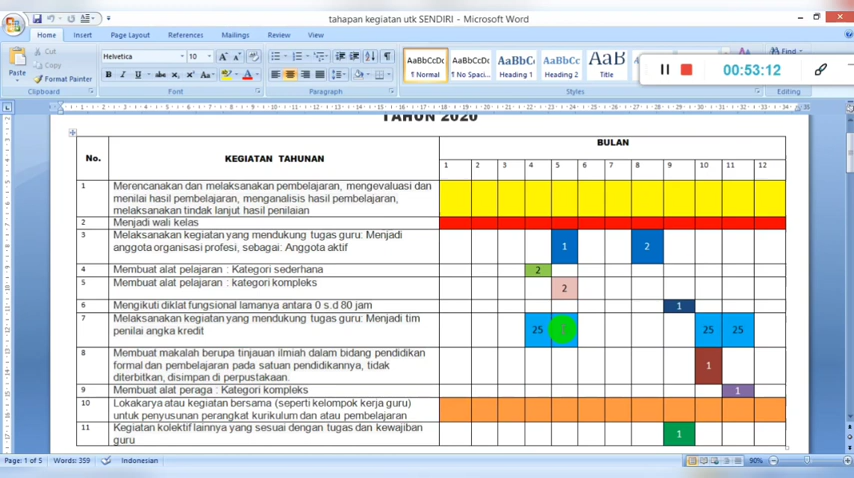 tahapan kegiatan utk SENDIRI - Microsoft Word
Home Insert Page Layout References Mailings Review View
Paste
Cut
Copy
Format Painter
Clipboard
Helvetica 10
Font
Paragraph
AaBbCcDc AaBbCcDc AaBbCc AaBbCc AaB
¶ Normal ¶ No Spaci... Heading 1 Heading 2 Title
Styles
Find
Editing
00:53:12
TAHUN 2020
No. KEGIATAN TAHUNAN BULAN
1 2 3 4 5 6 7 8 9 10 11 12
1 Merencanakan dan melaksanakan pembelajaran, mengevaluasi dan
menilai hasil pembelajaran, menganalisis hasil pembelajaran,
melaksanakan tindak lanjut hasil penilaian
2 Menjadi wali kelas
3 Melaksanakan kegiatan yang mendukung tugas guru: Menjadi
anggota organisasi profesi, sebagai: Anggota aktif
1 2
4 Membuat alat pelajaran : Kategori sederhana 2
5 Membuat alat pelajaran : kategori kompleks
2
6 Mengikuti diklat fungsional lamanya antara 0 s.d 80 jam 1
7 Melaksanakan kegiatan yang mendukung tugas guru: Menjadi tim
penilai angka kredit
25 25 25
8 Membuat makalah berupa tinjauan ilmiah dalam bidang pendidikan
formal dan pembelajaran pada satuan pendidikannya, tidak
diterbitkan, disimpan di perpustakaan.
1
9 Membuat alat peraga : Kategori kompleks 1
10 Lokakarya atau kegiatan bersama (seperti kelompok kerja guru)
untuk penyusunan perangkat kurikulum dan atau pembelajaran
11 Kegiatan kolektif lainnya yang sesuai dengan tugas dan kewajiban
guru
1
Page: 1 of 5 Words: 359 Indonesian 90%